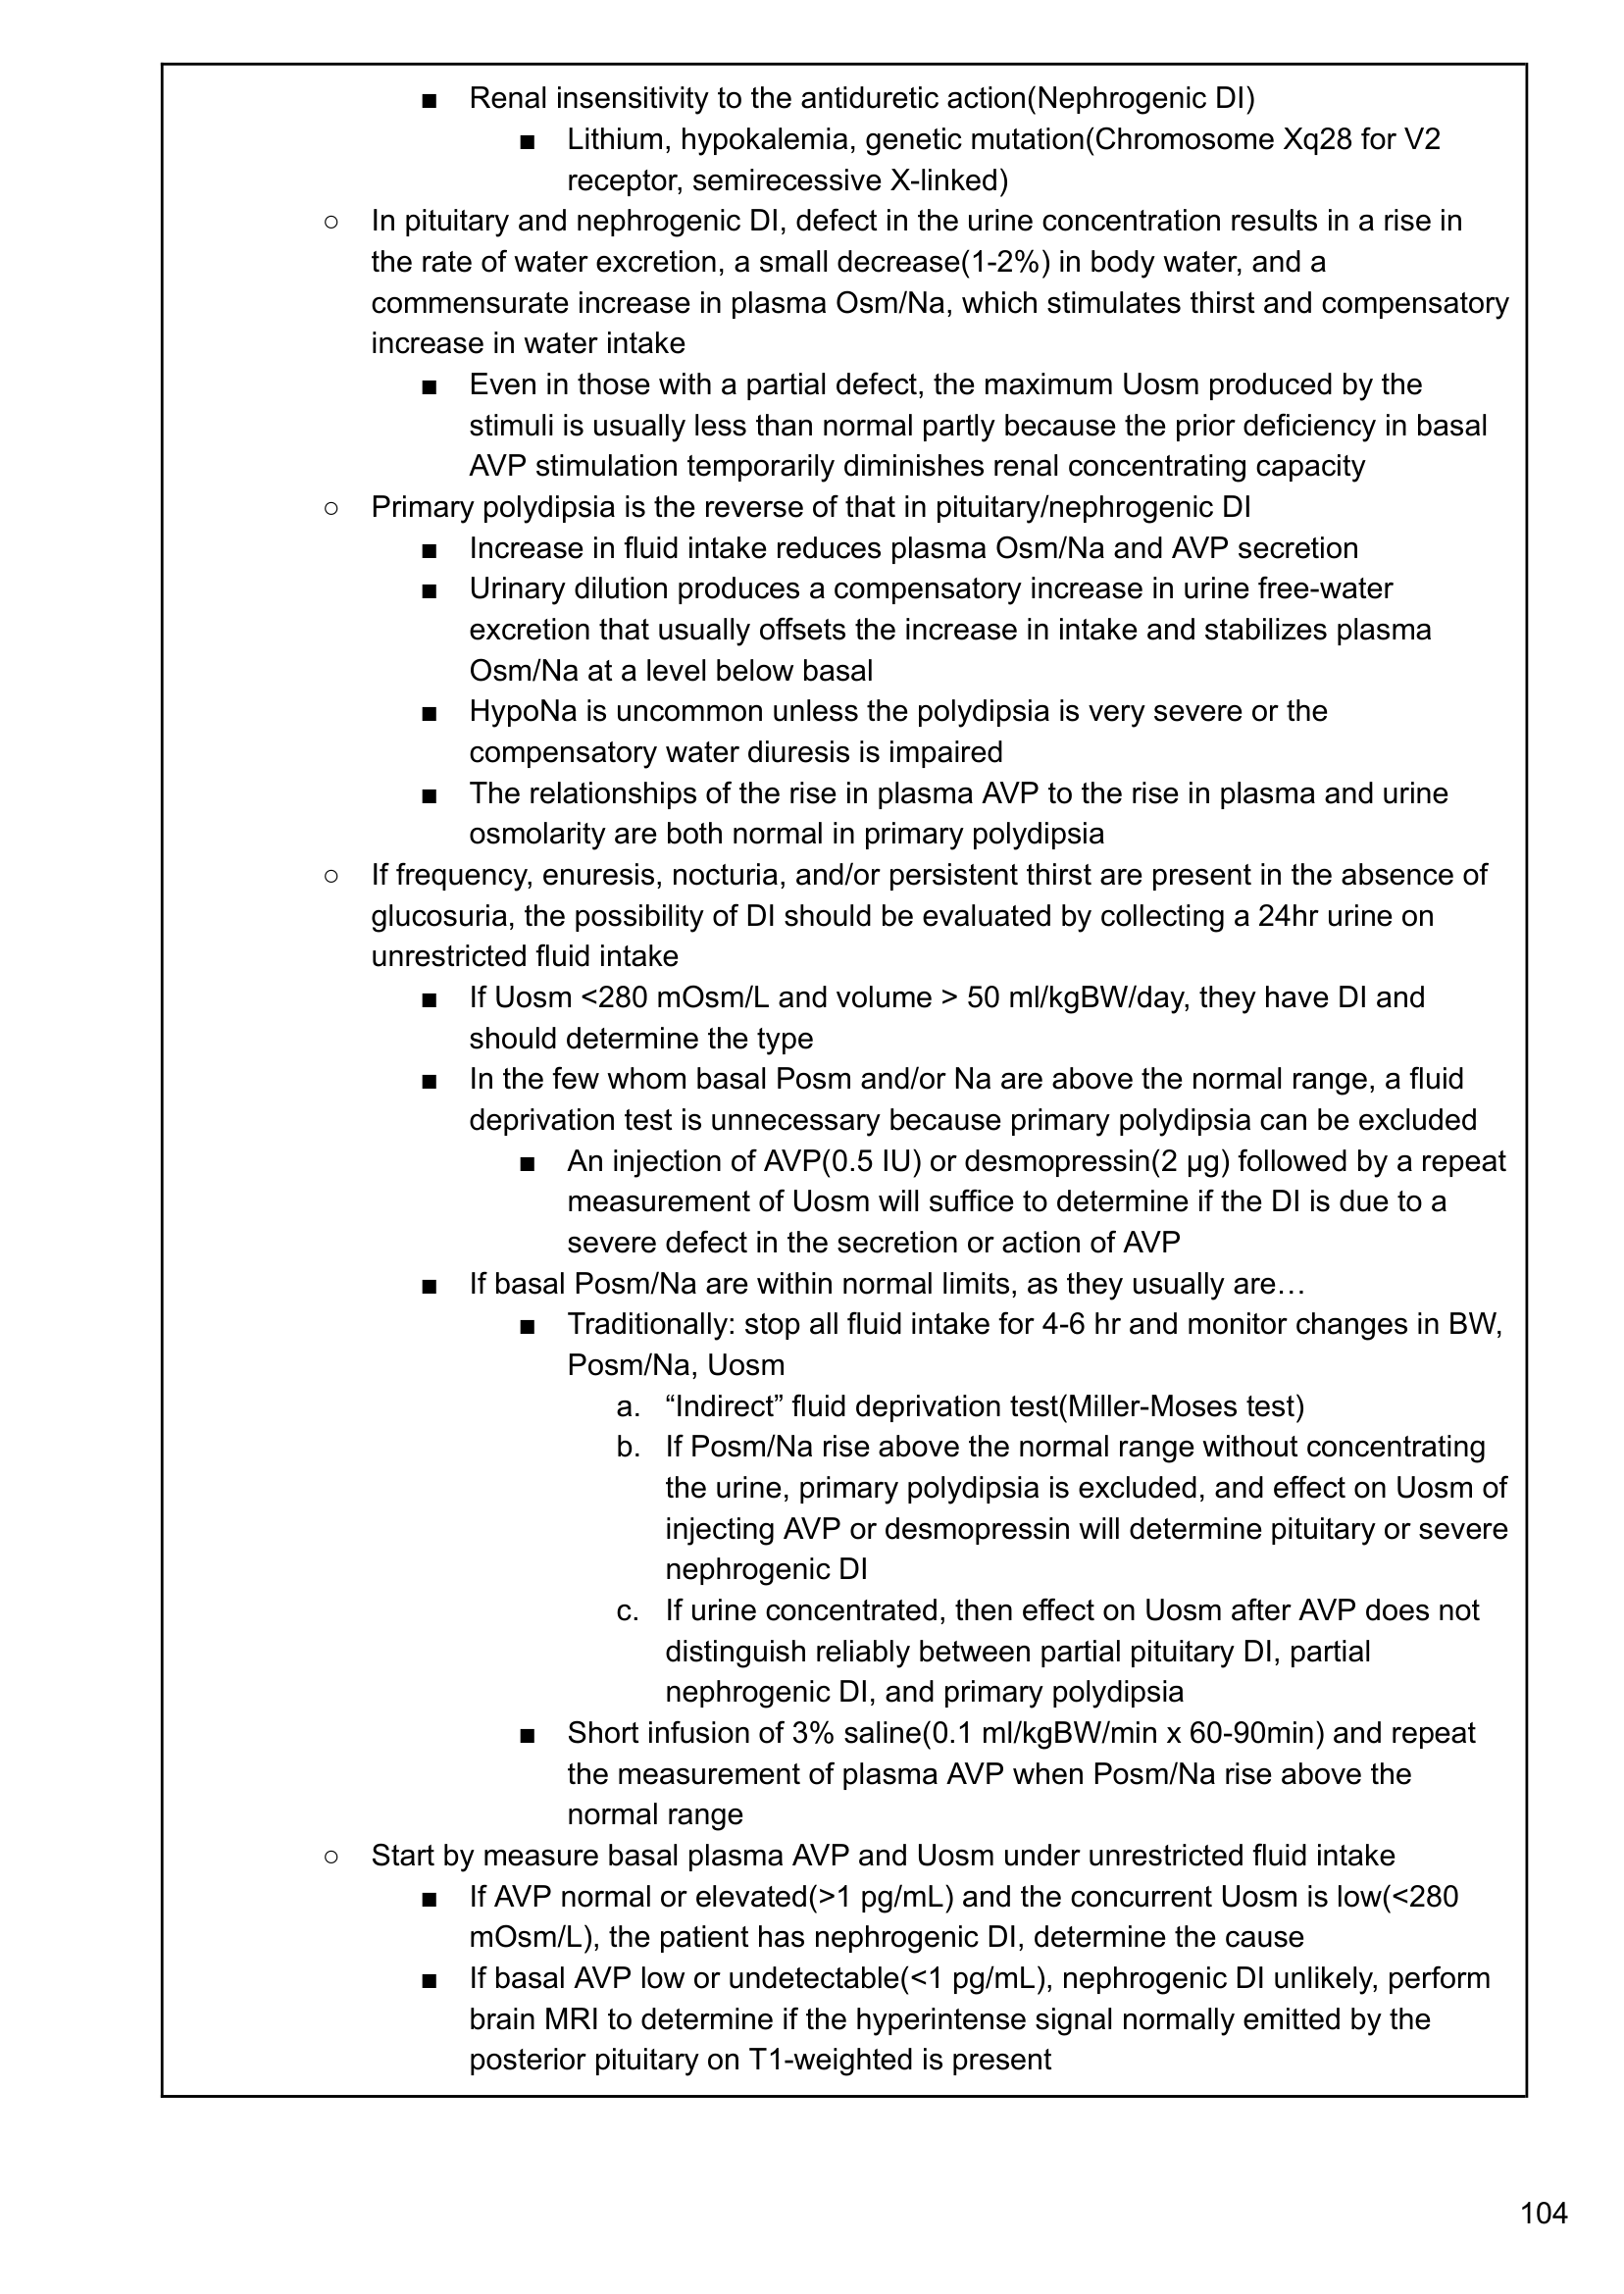 ■ Renal insensitivity to the antiduretic action(Nephrogenic DI)
■ Lithium, hypokalemia, genetic mutation(Chromosome Xq28 for V2
receptor, semirecessive X-linked)
○ In pituitary and nephrogenic DI, defect in the urine concentration results in a rise in
the rate of water excretion, a small decrease(1-2%) in body water, and a
commensurate increase in plasma Osm/Na, which stimulates thirst and compensatory
increase in water intake
■ Even in those with a partial defect, the maximum Uosm produced by the
stimuli is usually less than normal partly because the prior deficiency in basal
AVP stimulation temporarily diminishes renal concentrating capacity
○ Primary polydipsia is the reverse of that in pituitary/nephrogenic DI
■ Increase in fluid intake reduces plasma Osm/Na and AVP secretion
■ Urinary dilution produces a compensatory increase in urine free-water
excretion that usually offsets the increase in intake and stabilizes plasma
Osm/Na at a level below basal
■ HypoNa is uncommon unless the polydipsia is very severe or the
compensatory water diuresis is impaired
■ The relationships of the rise in plasma AVP to the rise in plasma and urine
osmolarity are both normal in primary polydipsia
○ If frequency, enuresis, nocturia, and/or persistent thirst are present in the absence of
glucosuria, the possibility of DI should be evaluated by collecting a 24hr urine on
unrestricted fluid intake
■ If Uosm <280 mOsm/L and volume > 50 ml/kgBW/day, they have DI and
should determine the type
■ In the few whom basal Posm and/or Na are above the normal range, a fluid
deprivation test is unnecessary because primary polydipsia can be excluded
■ An injection of AVP(0.5 IU) or desmopressin(2 μg) followed by a repeat
measurement of Uosm will suffice to determine if the DI is due to a
severe defect in the secretion or action of AVP
■ If basal Posm/Na are within normal limits, as they usually are…
■ Traditionally: stop all fluid intake for 4-6 hr and monitor changes in BW,
Posm/Na, Uosm
a. “Indirect” fluid deprivation test(Miller-Moses test)
b. If Posm/Na rise above the normal range without concentrating
the urine, primary polydipsia is excluded, and effect on Uosm of
injecting AVP or desmopressin will determine pituitary or severe
nephrogenic DI
c. If urine concentrated, then effect on Uosm after AVP does not
distinguish reliably between partial pituitary DI, partial
nephrogenic DI, and primary polydipsia
■ Short infusion of 3% saline(0.1 ml/kgBW/min x 60-90min) and repeat
the measurement of plasma AVP when Posm/Na rise above the
normal range
○ Start by measure basal plasma AVP and Uosm under unrestricted fluid intake
■ If AVP normal or elevated(>1 pg/mL) and the concurrent Uosm is low(<280
mOsm/L), the patient has nephrogenic DI, determine the cause
■ If basal AVP low or undetectable(<1 pg/mL), nephrogenic DI unlikely, perform
brain MRI to determine if the hyperintense signal normally emitted by the
posterior pituitary on T1-weighted is present
104